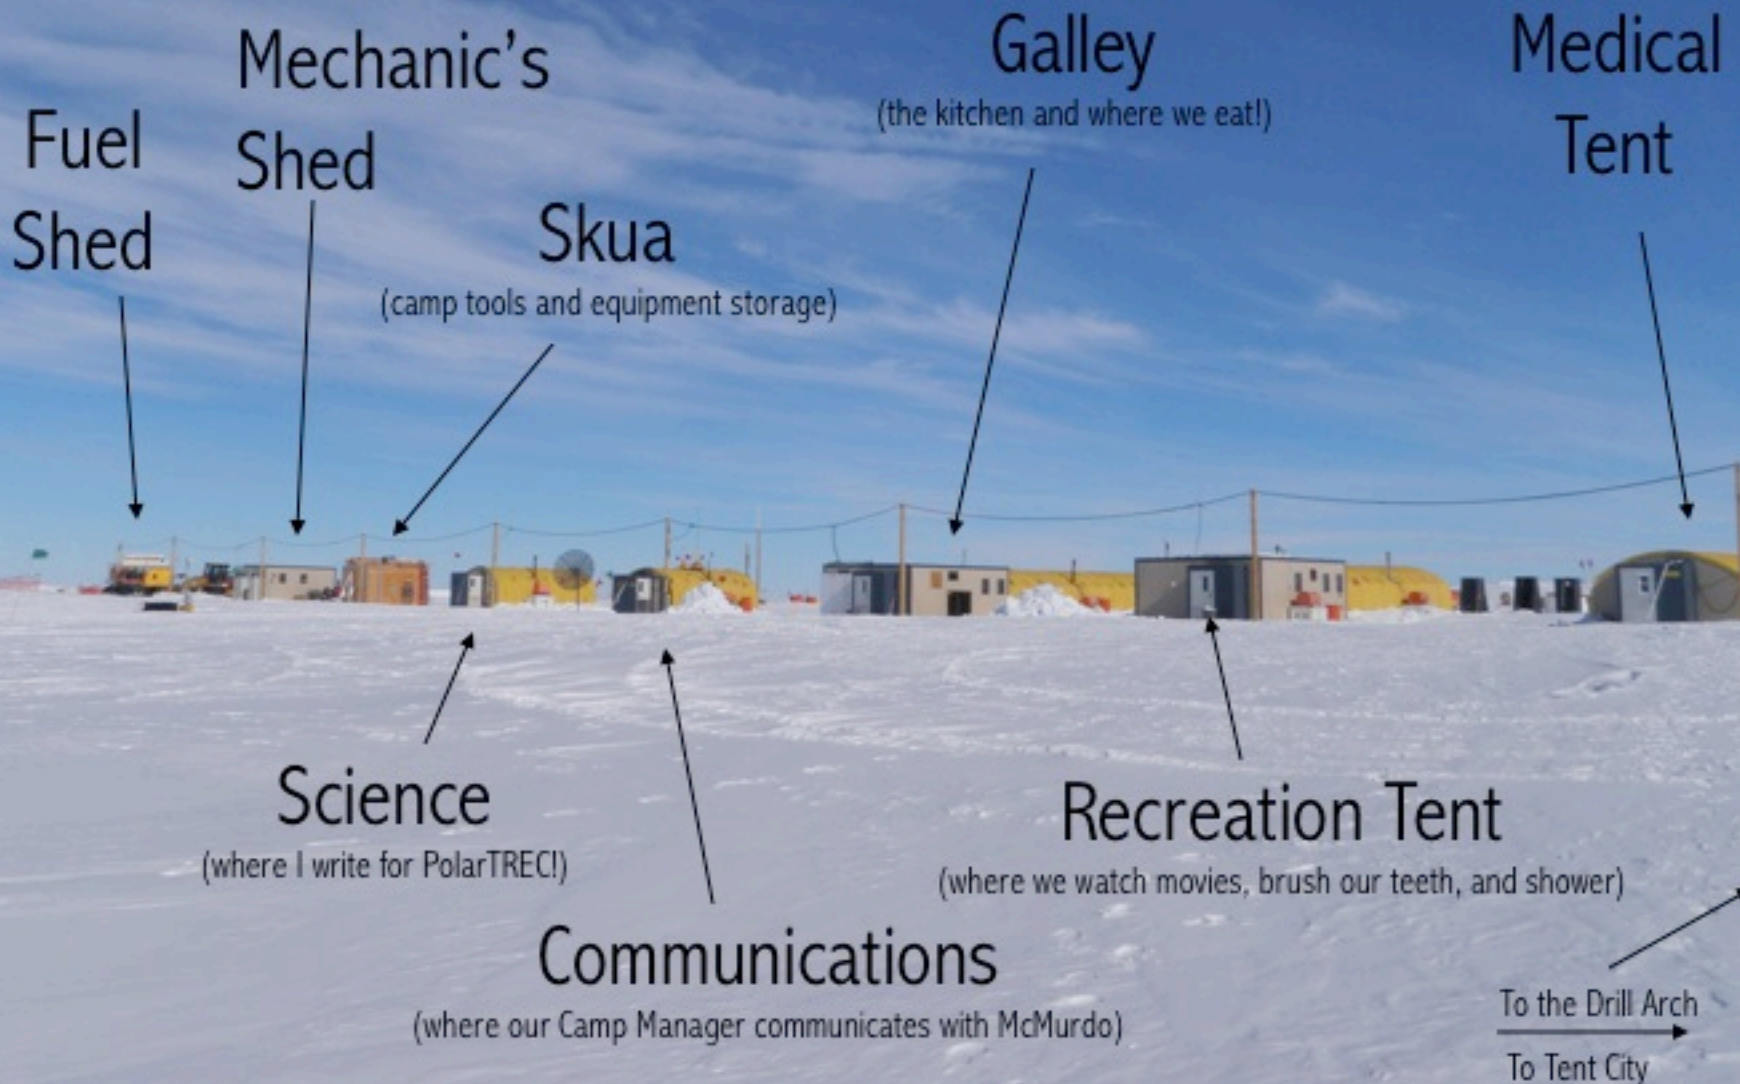 Fuel
Shed
Mechanic’s
Shed
Skua
(camp tools and equipment storage)
Galley
(the kitchen and where we eat!)
Medical
Tent
Science
(where I write for PolarTREC!)
Communications
(where our Camp Manager communicates with McMurdo)
Recreation Tent
(where we watch movies, brush our teeth, and shower)
To the Drill Arch
To Tent City